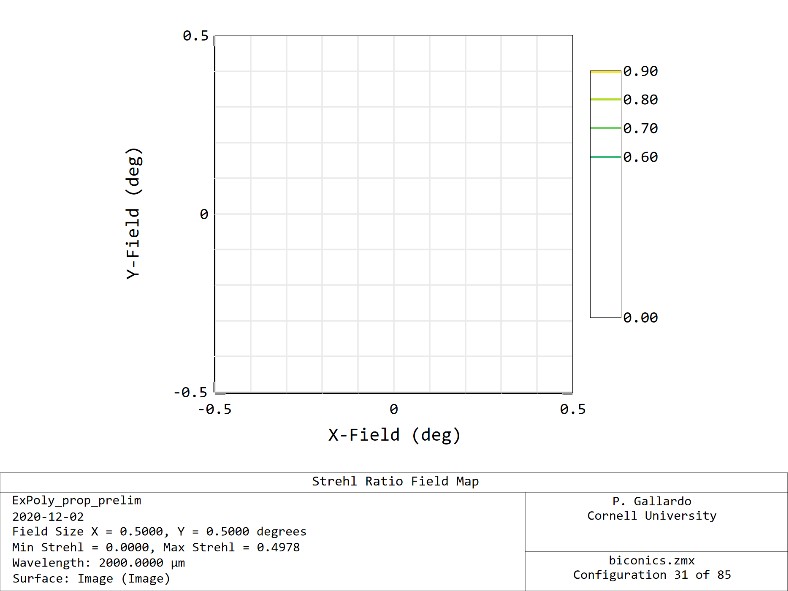 0.5
0
-0.5
Y-Field (deg)
-0.5
0
0.5
X-Field (deg)
0.90
0.80
0.70
0.60
0.00
Strehl Ratio Field Map
ExPoly_prop_prelim
2020-12-02
Field Size X = 0.5000, Y = 0.5000 degrees
Min Strehl = 0.0000, Max Strehl = 0.4978
Wavelength: 2000.0000 µm
Surface: Image (Image)
P. Gallardo
Cornell University
biconics.zmx
Configuration 31 of 85